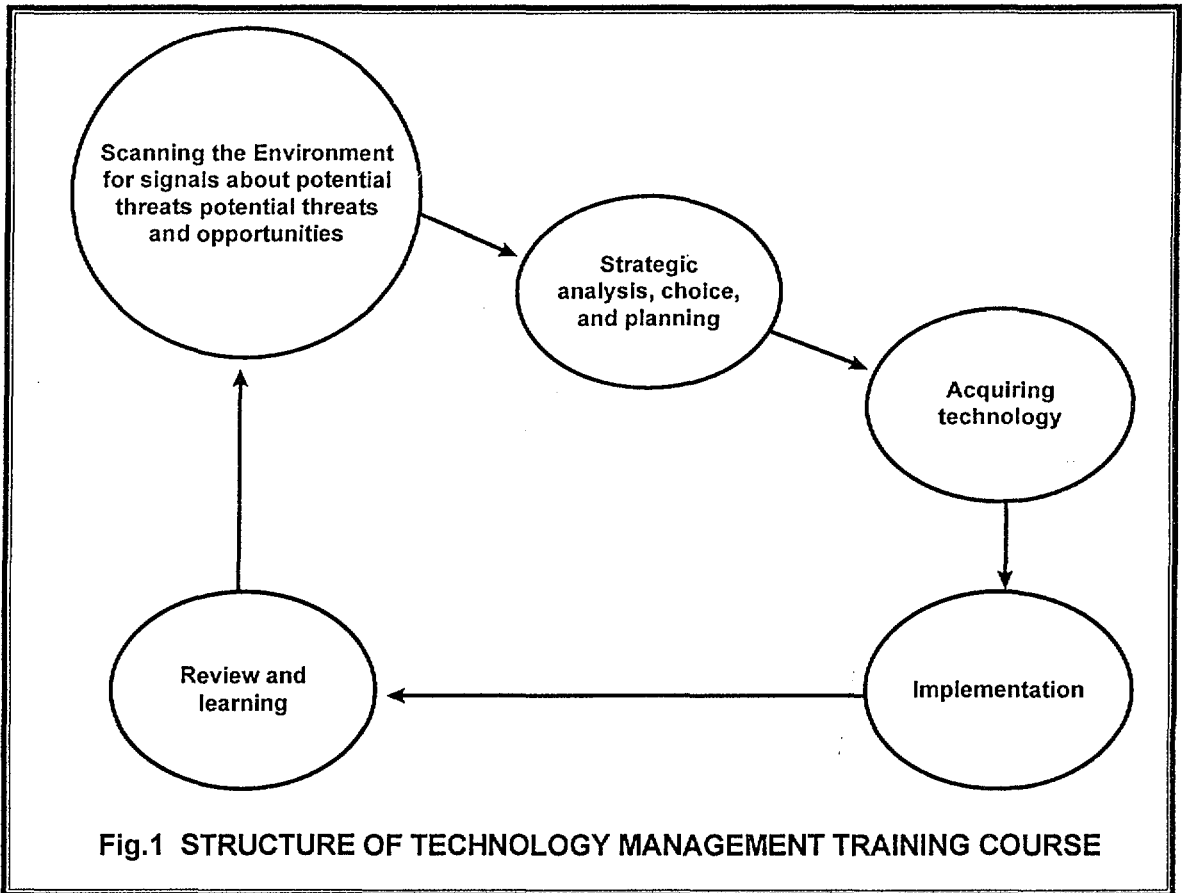 Scanning the Environment
for signals about potential
threats potential threats
and opportunities
Strategic
analysis, choice,
and planning
Acquiring
technology
Implementation
Review and
learning
Fig.1 STRUCTURE OF TECHNOLOGY MANAGEMENT TRAINING COURSE